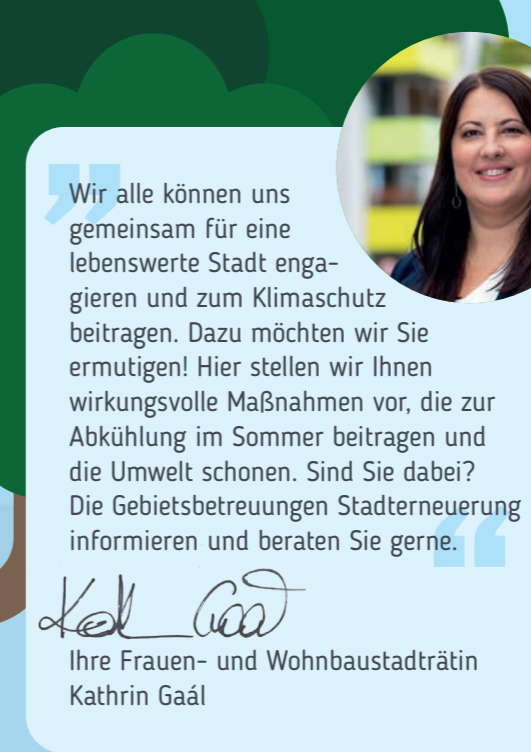 „
Wir alle können uns
gemeinsam für eine
lebenswerte Stadt enga-
gieren und zum Klimaschutz
beitragen. Dazu möchten wir Sie
ermutigen! Hier stellen wir Ihnen
wirkungsvolle Maßnahmen vor, die zur
Abkühlung im Sommer beitragen und
die Umwelt schonen. Sind Sie dabei?
Die Gebietsbetreuungen Stadterneuerung
informieren und beraten Sie gerne.
“
Kath Gaál
Ihre Frauen- und Wohnbaustadträtin
Kathrin Gaál